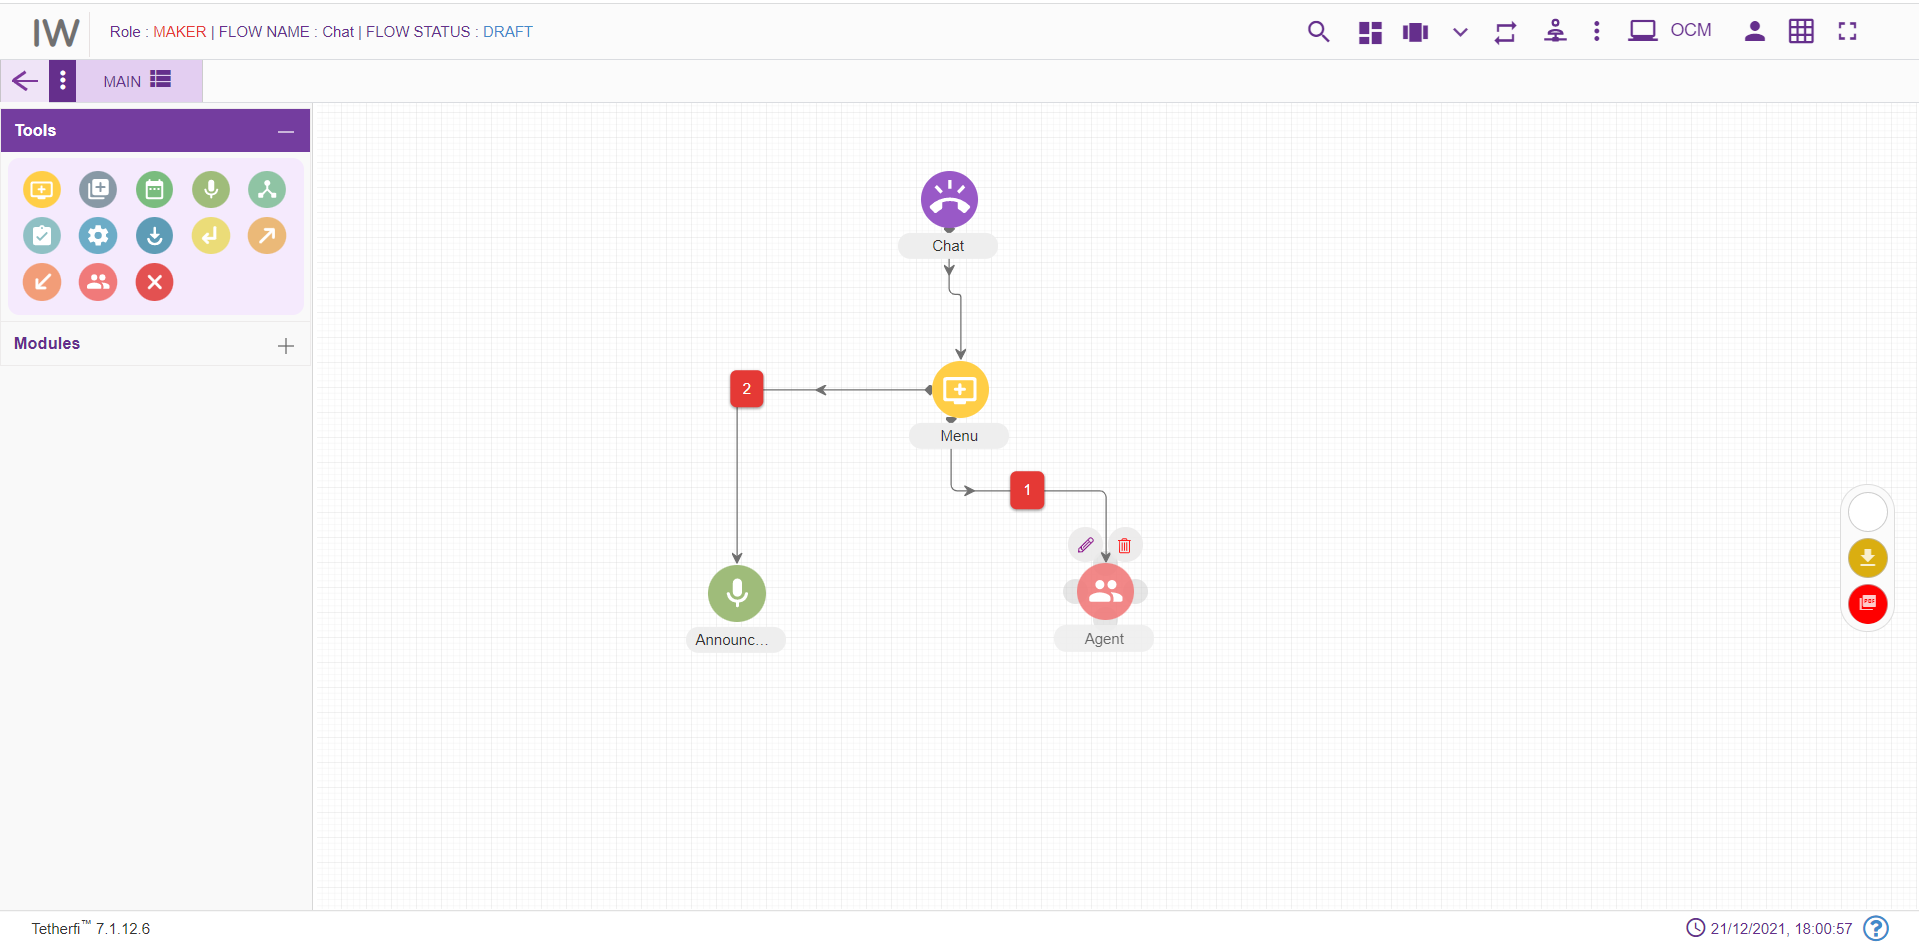 IW
Role : MAKER | FLOW NAME : Chat | FLOW STATUS : DRAFT
OCM
MAIN
Tools
Modules
Chat
2
Menu
1
Announc...
Agent
PDF
Tetherfi™ 7.1.12.6
21/12/2021, 18:00:57
?